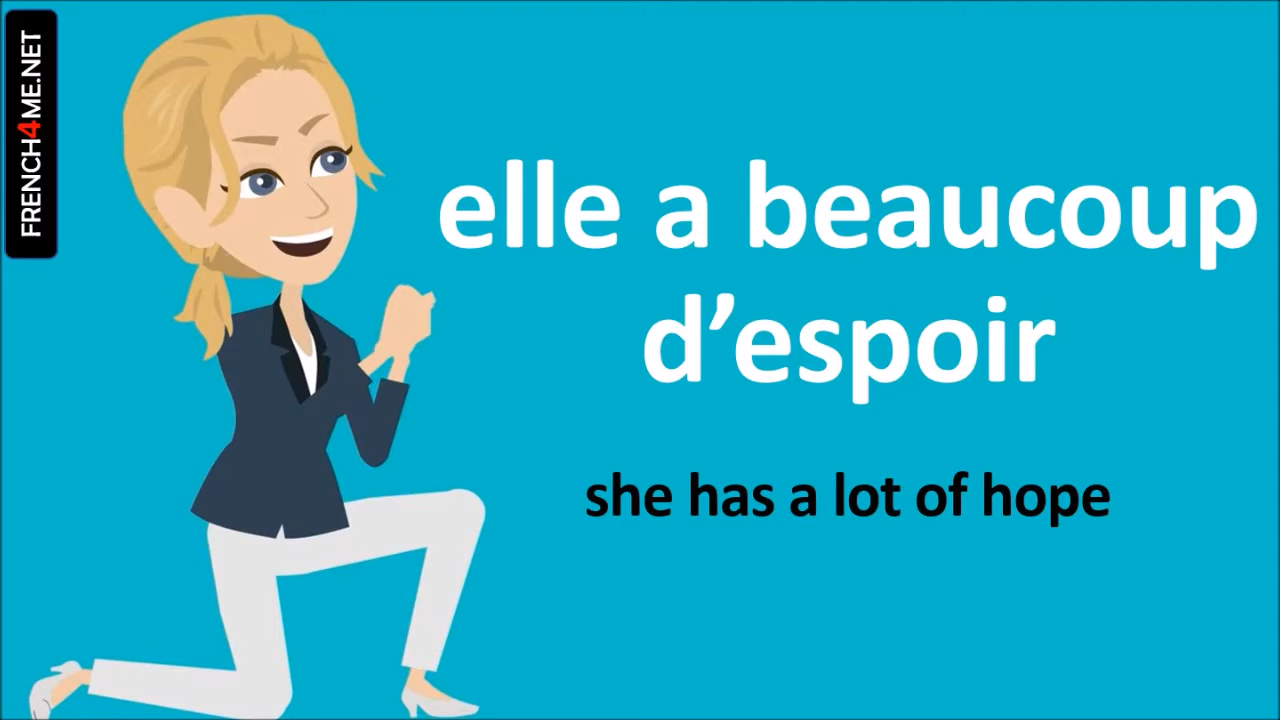 FRENCH4ME.NET
elle a beaucoup
d’espoir
she has a lot of hope